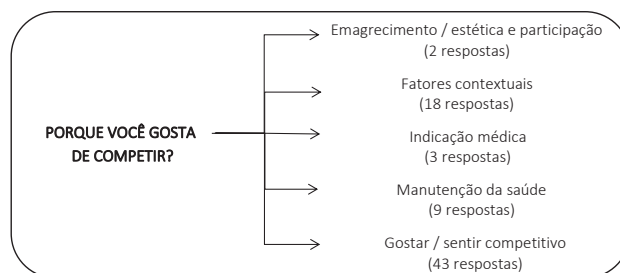 PORQUE VOCÊ GOSTA
DE COMPETIR?
Emagrecimento / estética e participação
(2 respostas)
Fatores contextuais
(18 respostas)
Indicação médica
(3 respostas)
Manutenção da saúde
(9 respostas)
Gostar / sentir competitivo
(43 respostas)